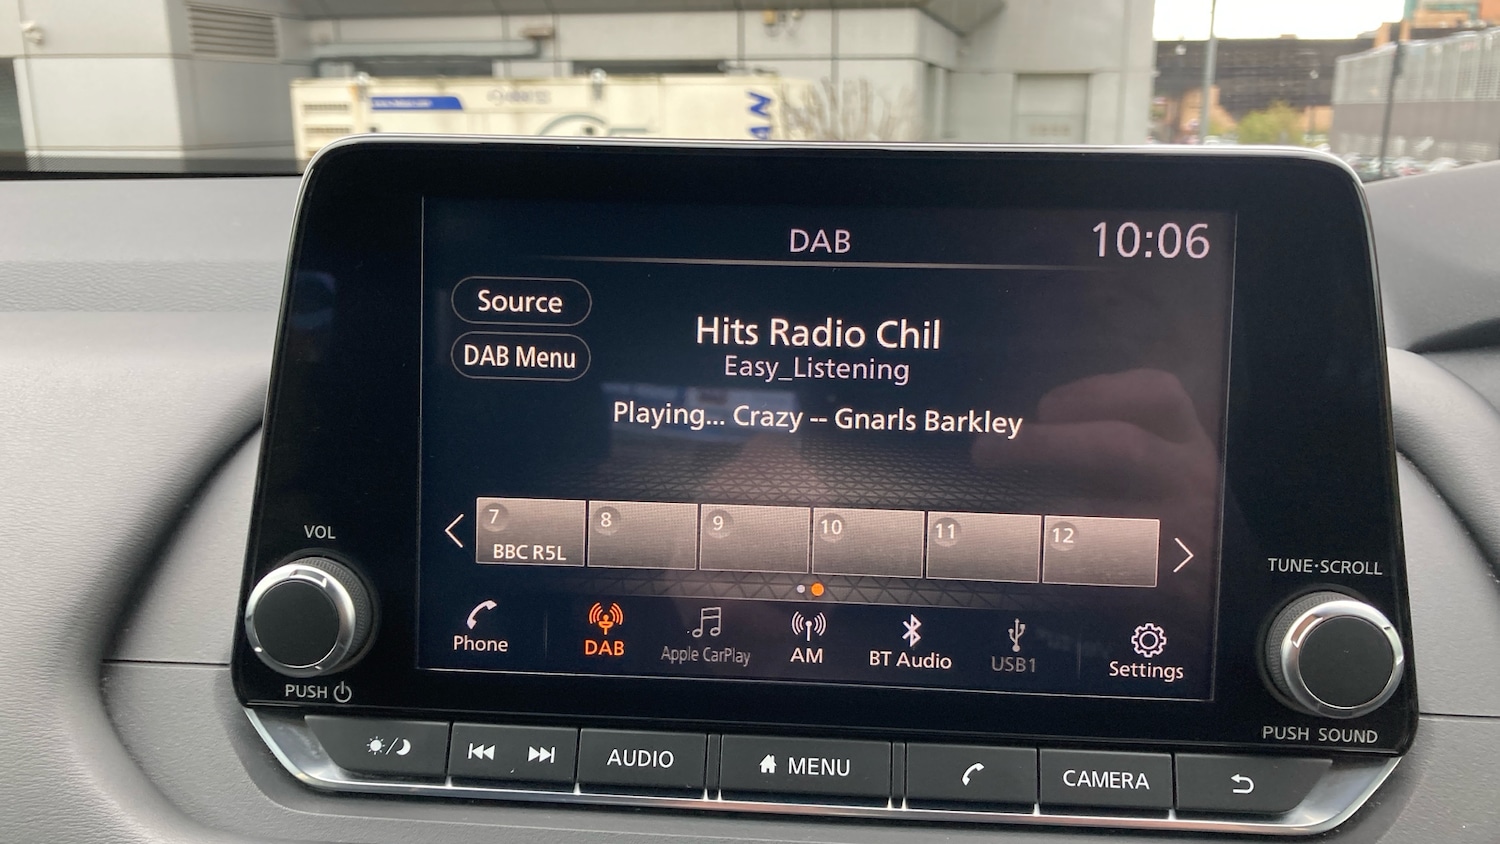 AN
DAB
10:06
Source
Hits Radio Chil
DAB Menu
Easy_Listening
Playing... Crazy -- Gnarls Barkley
7
8
9
10
11
12
BBC R5L
VOL
TUNE·SCROLL
Phone
DAB
Apple CarPlay
AM
BT Audio
USB1
Settings
PUSH
PUSH SOUND
AUDIO
MENU
CAMERA